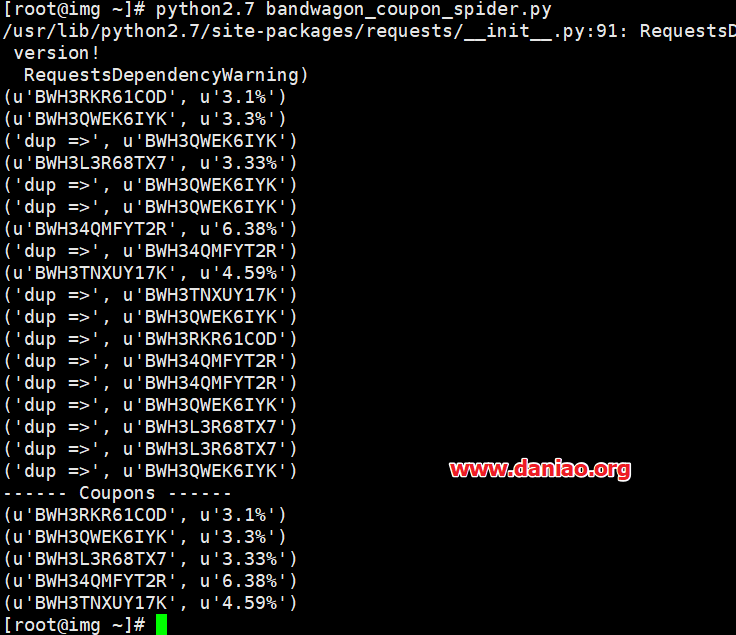 [root@img ~]# python2.7 bandwagon_coupon_spider.py
/usr/lib/python2.7/site-packages/requests/__init__.py:91: RequestsD
 version!
  RequestsDependencyWarning)
(u'BWH3RKR61COD', u'3.1%')
(u'BWH3QWEK6IYK', u'3.3%')
('dup =>', u'BWH3QWEK6IYK')
(u'BWH3L3R68TX7', u'3.33%')
('dup =>', u'BWH3QWEK6IYK')
('dup =>', u'BWH3QWEK6IYK')
(u'BWH34QMFYT2R', u'6.38%')
('dup =>', u'BWH34QMFYT2R')
(u'BWH3TNXUY17K', u'4.59%')
('dup =>', u'BWH3TNXUY17K')
('dup =>', u'BWH3QWEK6IYK')
('dup =>', u'BWH3RKR61COD')
('dup =>', u'BWH34QMFYT2R')
('dup =>', u'BWH34QMFYT2R')
('dup =>', u'BWH3QWEK6IYK')
('dup =>', u'BWH3L3R68TX7')
('dup =>', u'BWH3L3R68TX7')
('dup =>', u'BWH3QWEK6IYK')
www.daniao.org
------ Coupons ------
(u'BWH3RKR61COD', u'3.1%')
(u'BWH3QWEK6IYK', u'3.3%')
(u'BWH3L3R68TX7', u'3.33%')
(u'BWH34QMFYT2R', u'6.38%')
(u'BWH3TNXUY17K', u'4.59%')
[root@img ~]#